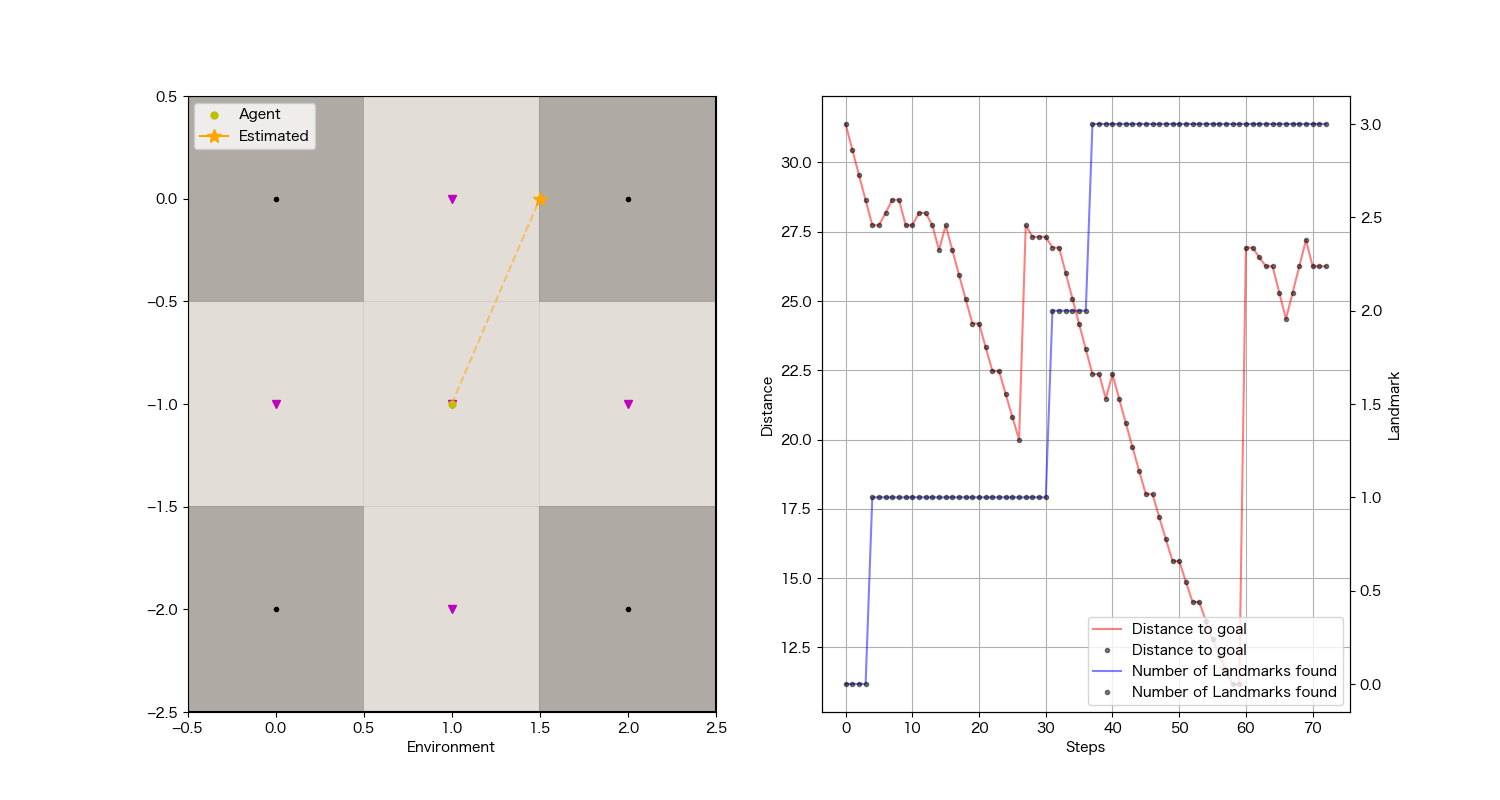 Agent
Estimated
0.5
0.0
−0.5
−1.0
−1.5
−2.0
−2.5
−0.5 0.0 0.5 1.0 1.5 2.0 2.5
Environment
Distance
30.0
27.5
25.0
22.5
20.0
17.5
15.0
12.5
0 10 20 30 40 50 60 70
Steps
Distance to goal
Distance to goal
Number of Landmarks found
Number of Landmarks found
3.0
2.5
2.0
1.5
1.0
0.5
0.0
Landmark